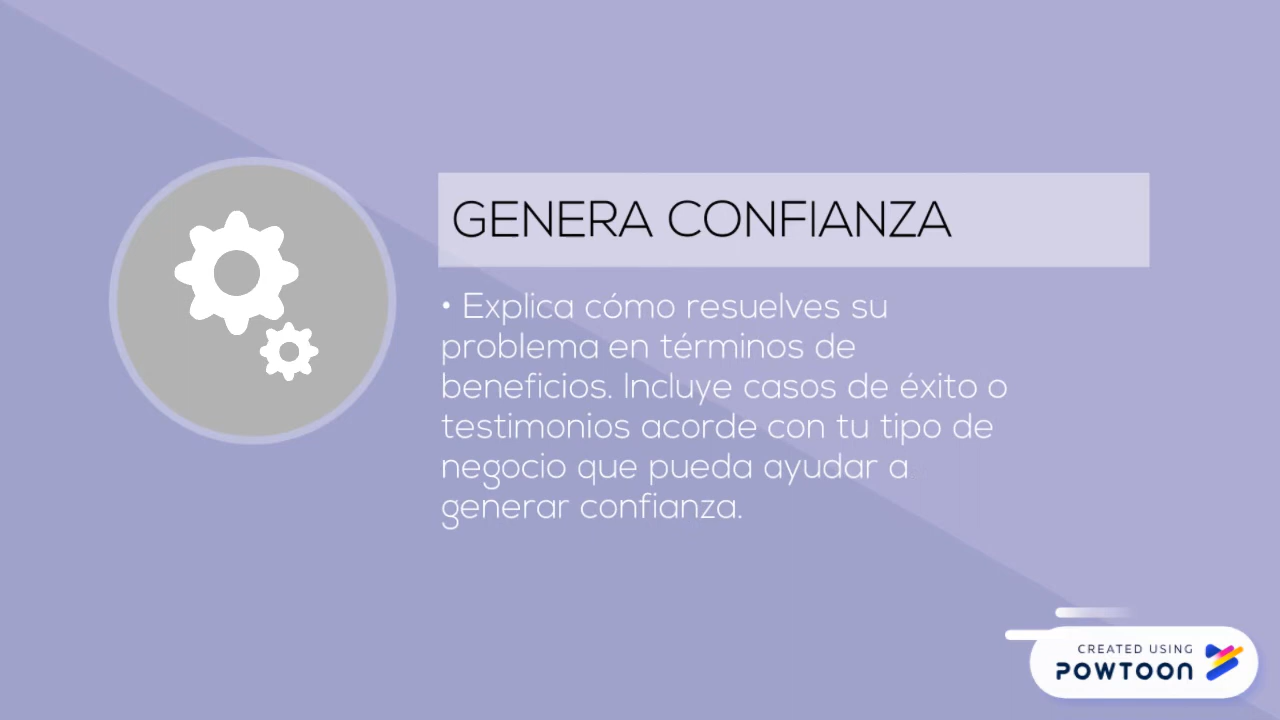 GENERA CONFIANZA
• Explica cómo resuelves su
problema en términos de
beneficios. Incluye casos de éxito o
testimonios acorde con tu tipo de
negocio que pueda ayudar a
generar confianza.
CREATED USING
POWTOON